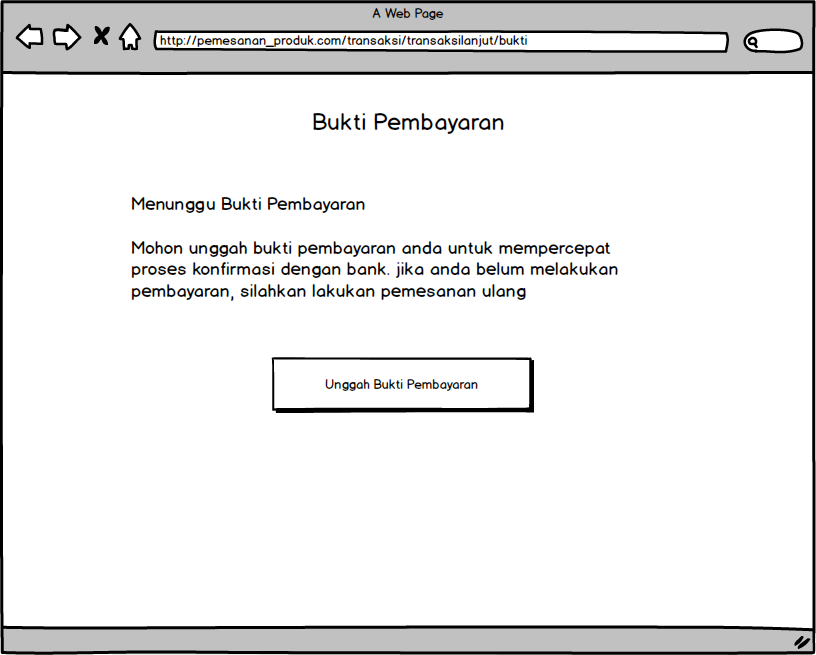 A Web Page
http://pemesanan_produk.com/transaksi/transaksilanjut/bukti
Bukti Pembayaran
Menunggu Bukti Pembayaran
Mohon unggah bukti pembayaran anda untuk mempercepat
proses konfirmasi dengan bank. jika anda belum melakukan
pembayaran, silahkan lakukan pemesanan ulang
Unggah Bukti Pembayaran